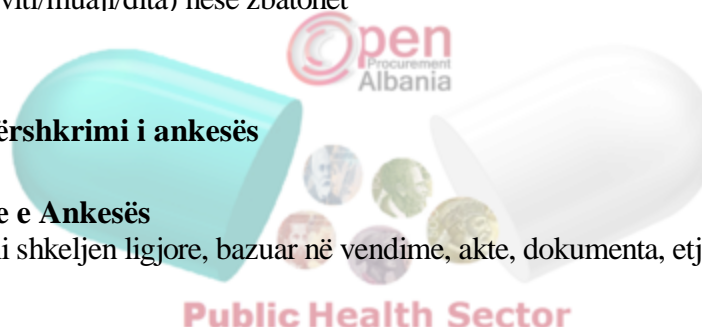 viti/muaji/dita) nese zbatohet
Open
Procurement
Albania
ërshkrimi i ankesës
e e Ankesës
i shkeljen ligjore, bazuar në vendime, akte, dokumenta, etj
Public Health Sector